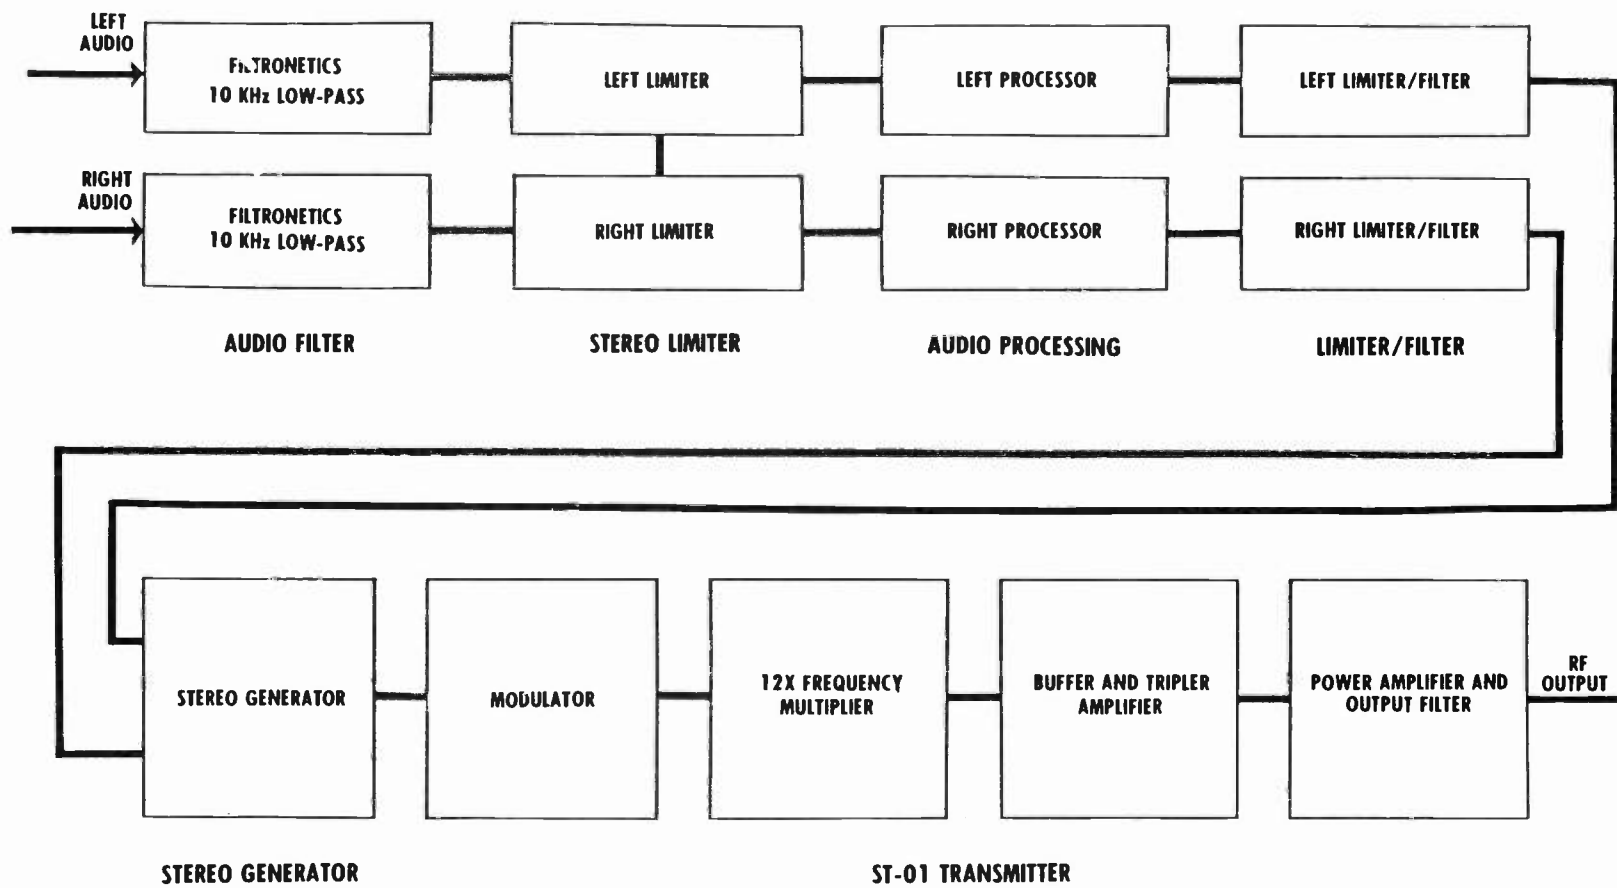 LEFT
AUDIO
FILTRONETICS
10 KHz LOW-PASS
LEFT LIMITER
LEFT PROCESSOR
LEFT LIMITER/FILTER
RIGHT
AUDIO
FILTRONETICS
10 KHz LOW-PASS
RIGHT LIMITER
RIGHT PROCESSOR
RIGHT LIMITER/FILTER
AUDIO FILTER
STEREO LIMITER
AUDIO PROCESSING
LIMITER/FILTER
STEREO GENERATOR
MODULATOR
12X FREQUENCY
MULTIPLIER
BUFFER AND TRIPLER
AMPLIFIER
POWER AMPLIFIER AND
OUTPUT FILTER
RF
OUTPUT
STEREO GENERATOR
ST-01 TRANSMITTER